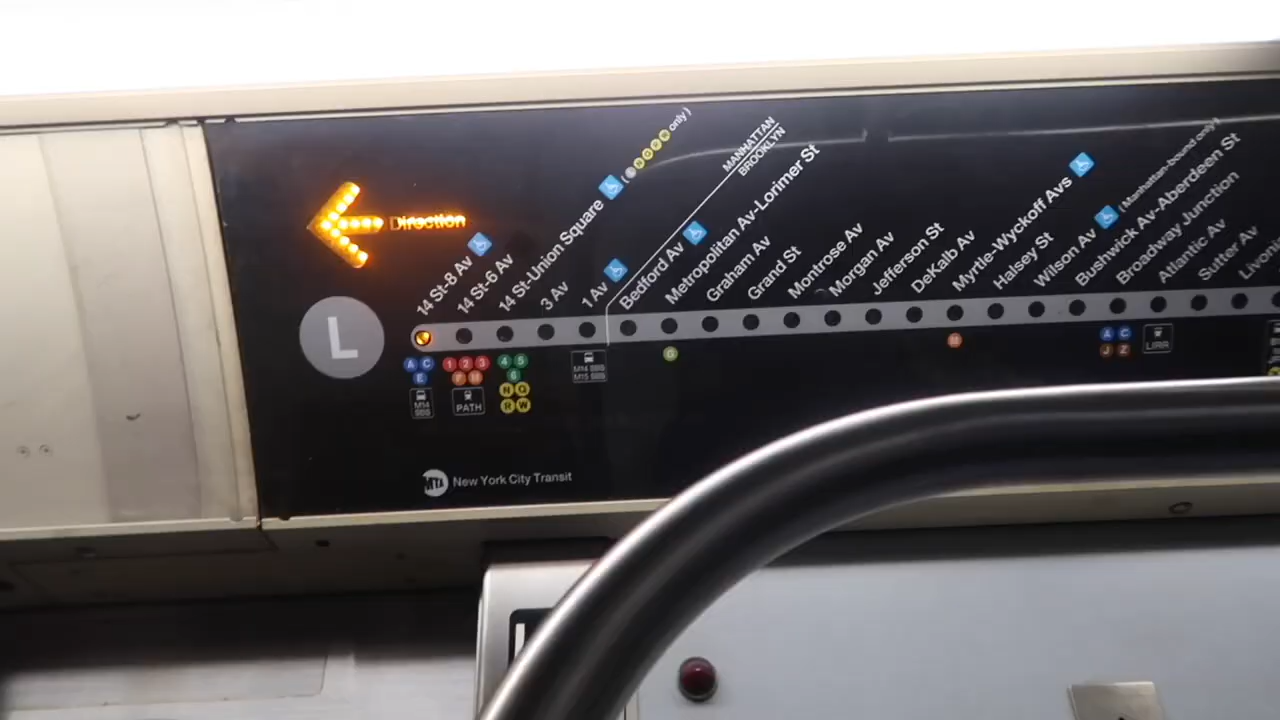 Direction
L
14 St-8 Av
14 St-6 Av
14 St-Union Square
only)
3 Av
1 Av
MANHATTAN
BROOKLYN
Bedford Av
Metropolitan Av-Lorimer St
Graham Av
Grand St
Montrose Av
Morgan Av
Jefferson St
DeKalb Av
Myrtle-Wyckoff Avs
Halsey St
Wilson Av
(Manhattan-bound only)
Bushwick Av-Aberdeen St
Broadway Junction
Atlantic Av
Sutter Av
A C
E
M14
SBS
1 2 3
F M
PATH
4 5
6
N Q
R W
M14 SBS
M15 SBS
G
M
A C
J Z
LIRR
MTA New York City Transit